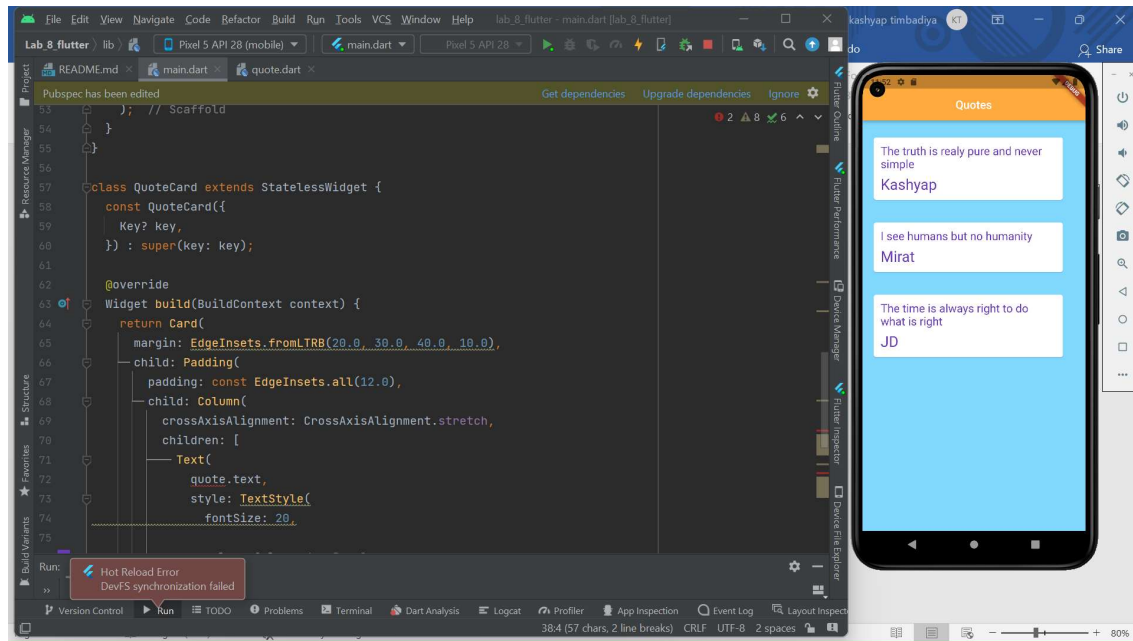 File Edit View Navigate Code Refactor Build Run Tools VCS Window Help lab_8_flutter - main.dart [lab_8_flutter]
kashyap timbadiya KT
Lab_8_flutter lib Pixel 5 API 28 (mobile) main.dart Pixel 5 API 28
do
Share
README.md main.dart quote.dart
Pubspec has been edited Get dependencies Upgrade dependencies Ignore
2 8 6
53 ); // Scaffold
54 }
55 }
56
57 class QuoteCard extends StatelessWidget {
58 const QuoteCard({
59 Key? key,
60 }) : super(key: key);
61
62 @override
63 Widget build(BuildContext context) {
64 return Card(
65 margin: EdgeInsets.fromLTRB(20.0, 30.0, 40.0, 10.0),
66 child: Padding(
67 padding: const EdgeInsets.all(12.0),
68 child: Column(
69 crossAxisAlignment: CrossAxisAlignment.stretch,
70 children: [
71 Text(
72 quote.text,
73 style: TextStyle(
74 fontSize: 20,
75
Project
Resource Manager
Structure
Favorites
Build Variants
Flutter Outline
Flutter Performance
Device Manager
Flutter Inspector
Device File Explorer
Run:
Hot Reload Error
DevFS synchronization failed
Version Control Run TODO Problems Terminal Dart Analysis Logcat Profiler App Inspection Event Log Layout Inspect
38:4 (57 chars, 2 line breaks) CRLF UTF-8 2 spaces
Quotes
The truth is realy pure and never
simple
Kashyap
I see humans but no humanity
Mirat
The time is always right to do
what is right
JD
80%